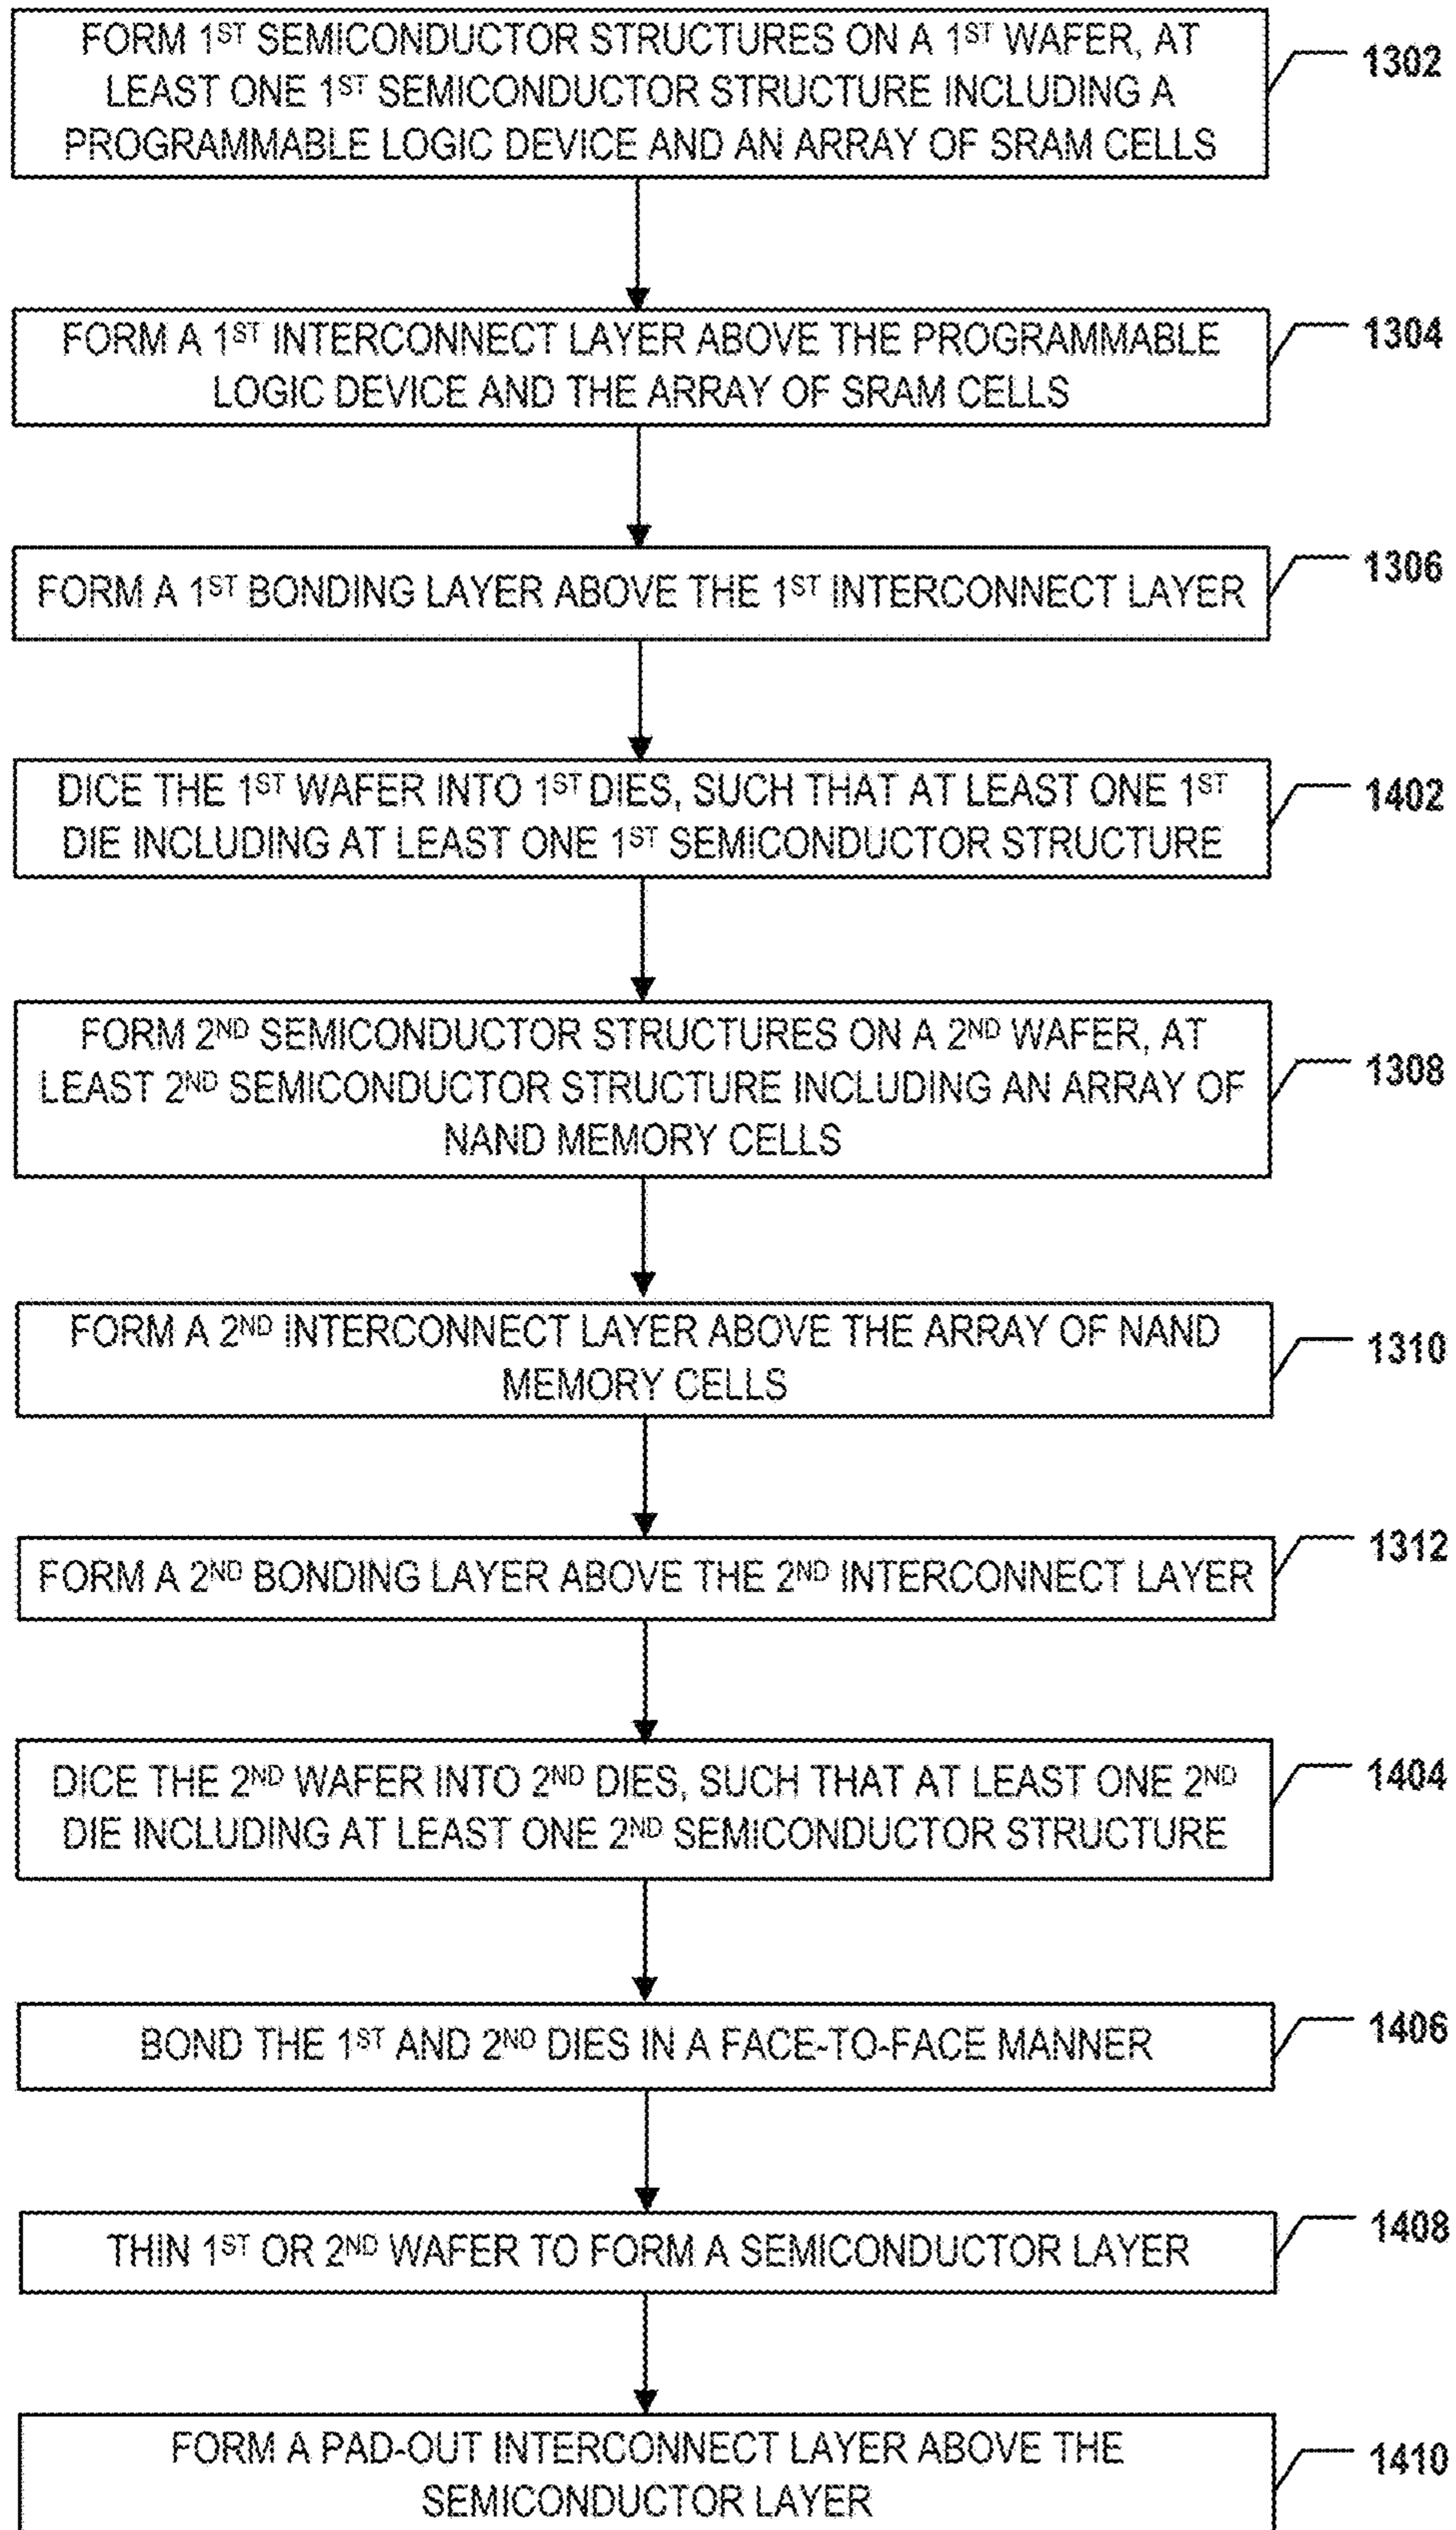 FORM 1ST SEMICONDUCTOR STRUCTURES ON A 1ST WAFER, AT
LEAST ONE 1ST SEMICONDUCTOR STRUCTURE INCLUDING A
PROGRAMMABLE LOGIC DEVICE AND AN ARRAY OF SRAM CELLS
1302
FORM A 1ST INTERCONNECT LAYER ABOVE THE PROGRAMMABLE
LOGIC DEVICE AND THE ARRAY OF SRAM CELLS
1304
FORM A 1ST BONDING LAYER ABOVE THE 1ST INTERCONNECT LAYER
1306
DICE THE 1ST WAFER INTO 1ST DIES, SUCH THAT AT LEAST ONE 1ST
DIE INCLUDING AT LEAST ONE 1ST SEMICONDUCTOR STRUCTURE
1402
FORM 2ND SEMICONDUCTOR STRUCTURES ON A 2ND WAFER, AT
LEAST 2ND SEMICONDUCTOR STRUCTURE INCLUDING AN ARRAY OF
NAND MEMORY CELLS
1308
FORM A 2ND INTERCONNECT LAYER ABOVE THE ARRAY OF NAND
MEMORY CELLS
1310
FORM A 2ND BONDING LAYER ABOVE THE 2ND INTERCONNECT LAYER
1312
DICE THE 2ND WAFER INTO 2ND DIES, SUCH THAT AT LEAST ONE 2ND
DIE INCLUDING AT LEAST ONE 2ND SEMICONDUCTOR STRUCTURE
1404
BOND THE 1ST AND 2ND DIES IN A FACE-TO-FACE MANNER
1406
THIN 1ST OR 2ND WAFER TO FORM A SEMICONDUCTOR LAYER
1408
FORM A PAD-OUT INTERCONNECT LAYER ABOVE THE
SEMICONDUCTOR LAYER
1410